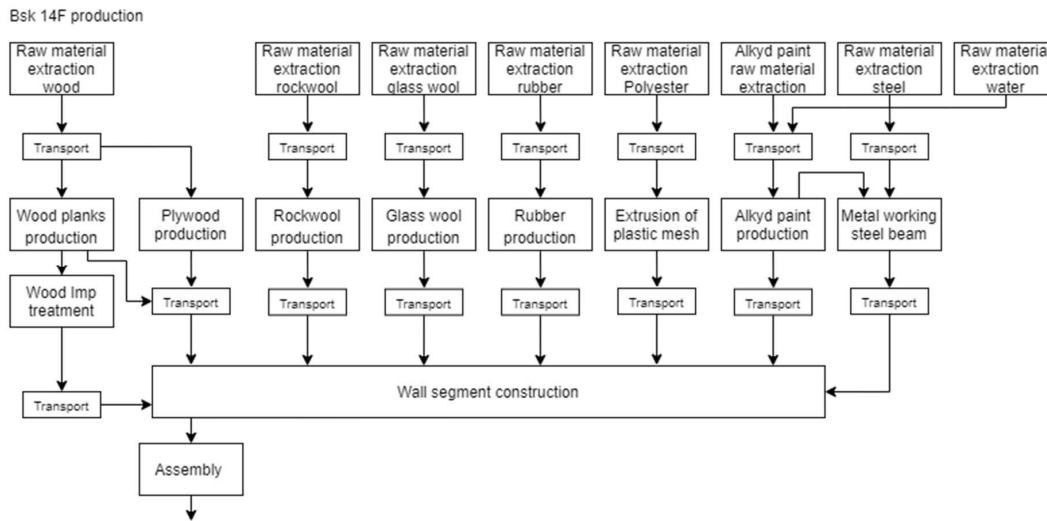 Bsk 14F production
Raw material
extraction
wood
Raw material
extraction
rockwool
Raw material
extraction
glass wool
Raw material
extraction
rubber
Raw material
extraction
Polyester
Alkyd paint
raw material
extraction
Raw material
extraction
steel
Raw material
extraction
water
Transport
Transport
Transport
Transport
Transport
Transport
Transport
Wood planks
production
Plywood
production
Rockwool
production
Glass wool
production
Rubber
production
Extrusion of
plastic mesh
Alkyd paint
production
Metal working
steel beam
Wood Imp
treatment
Transport
Transport
Transport
Transport
Transport
Transport
Transport
Transport
Wall segment construction
Assembly